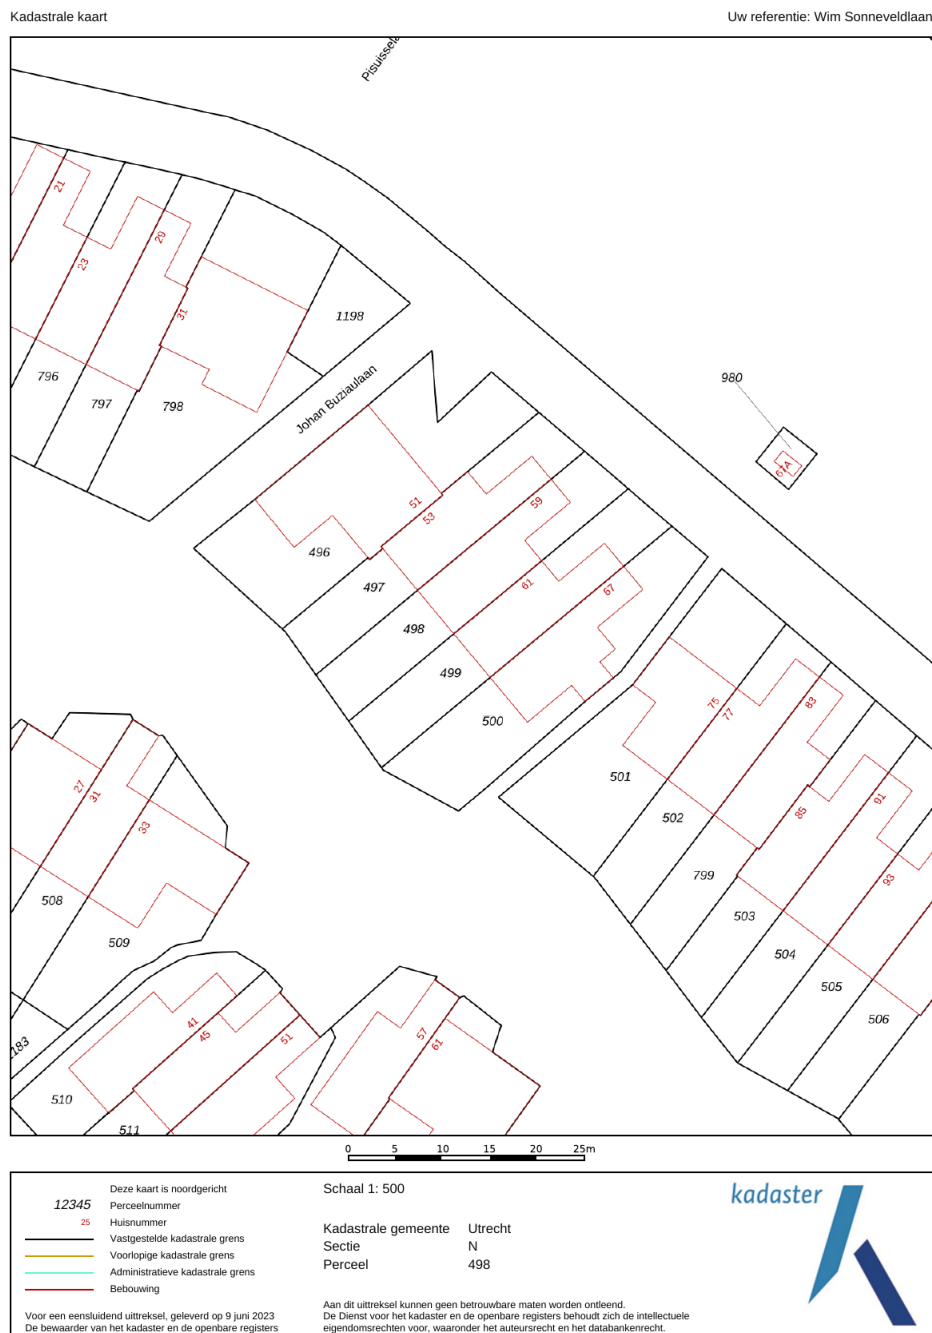 Kadastrale kaart
Uw referentie: Wim Sonneveldlaan
21
23
29
31
1198
796
797
798
Johan Buziaulaan
980
67A
51
53
59
61
67
496
497
498
499
500
75
77
83
85
91
93
501
502
799
503
504
505
506
27
31
33
508
509
183
41
45
51
57
61
510
511
0 5 10 15 20 25m
Deze kaart is noordgericht
12345 Perceelnummer
25 Huisnummer
Vastgestelde kadastrale grens
Voorlopige kadastrale grens
Administratieve kadastrale grens
Bebouwing
Voor een eensluidend uittreksel, geleverd op 9 juni 2023
De bewaarder van het kadaster en de openbare registers
Schaal 1: 500
Kadastrale gemeente Utrecht
Sectie N
Perceel 498
Aan dit uittreksel kunnen geen betrouwbare maten worden ontleend.
De Dienst voor het kadaster en de openbare registers behoudt zich de intellectuele
eigendomsrechten voor, waaronder het auteursrecht en het databankenrecht.
kadaster